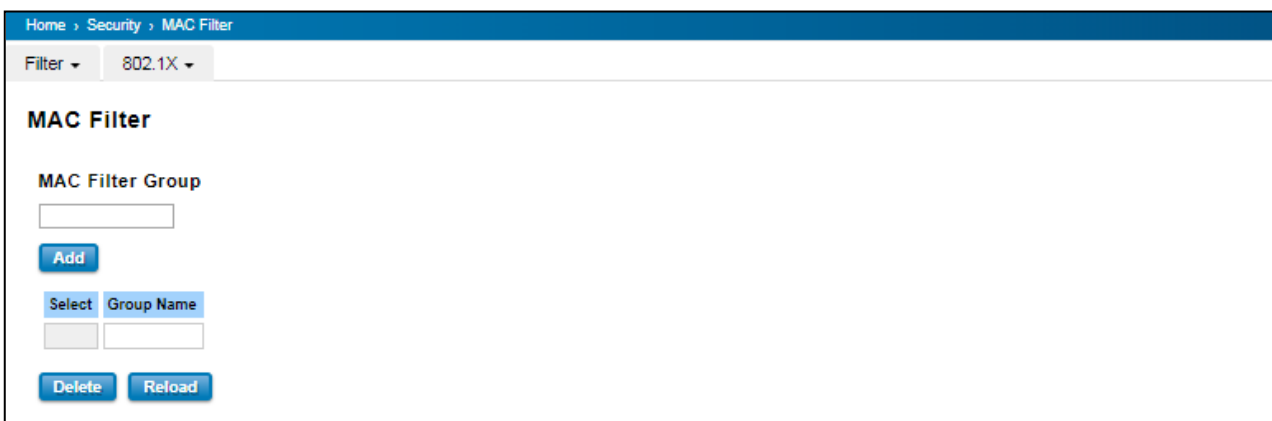 Home › Security › MAC Filter
Filter 802.1X
MAC Filter
MAC Filter Group
Add
Select Group Name
Delete Reload